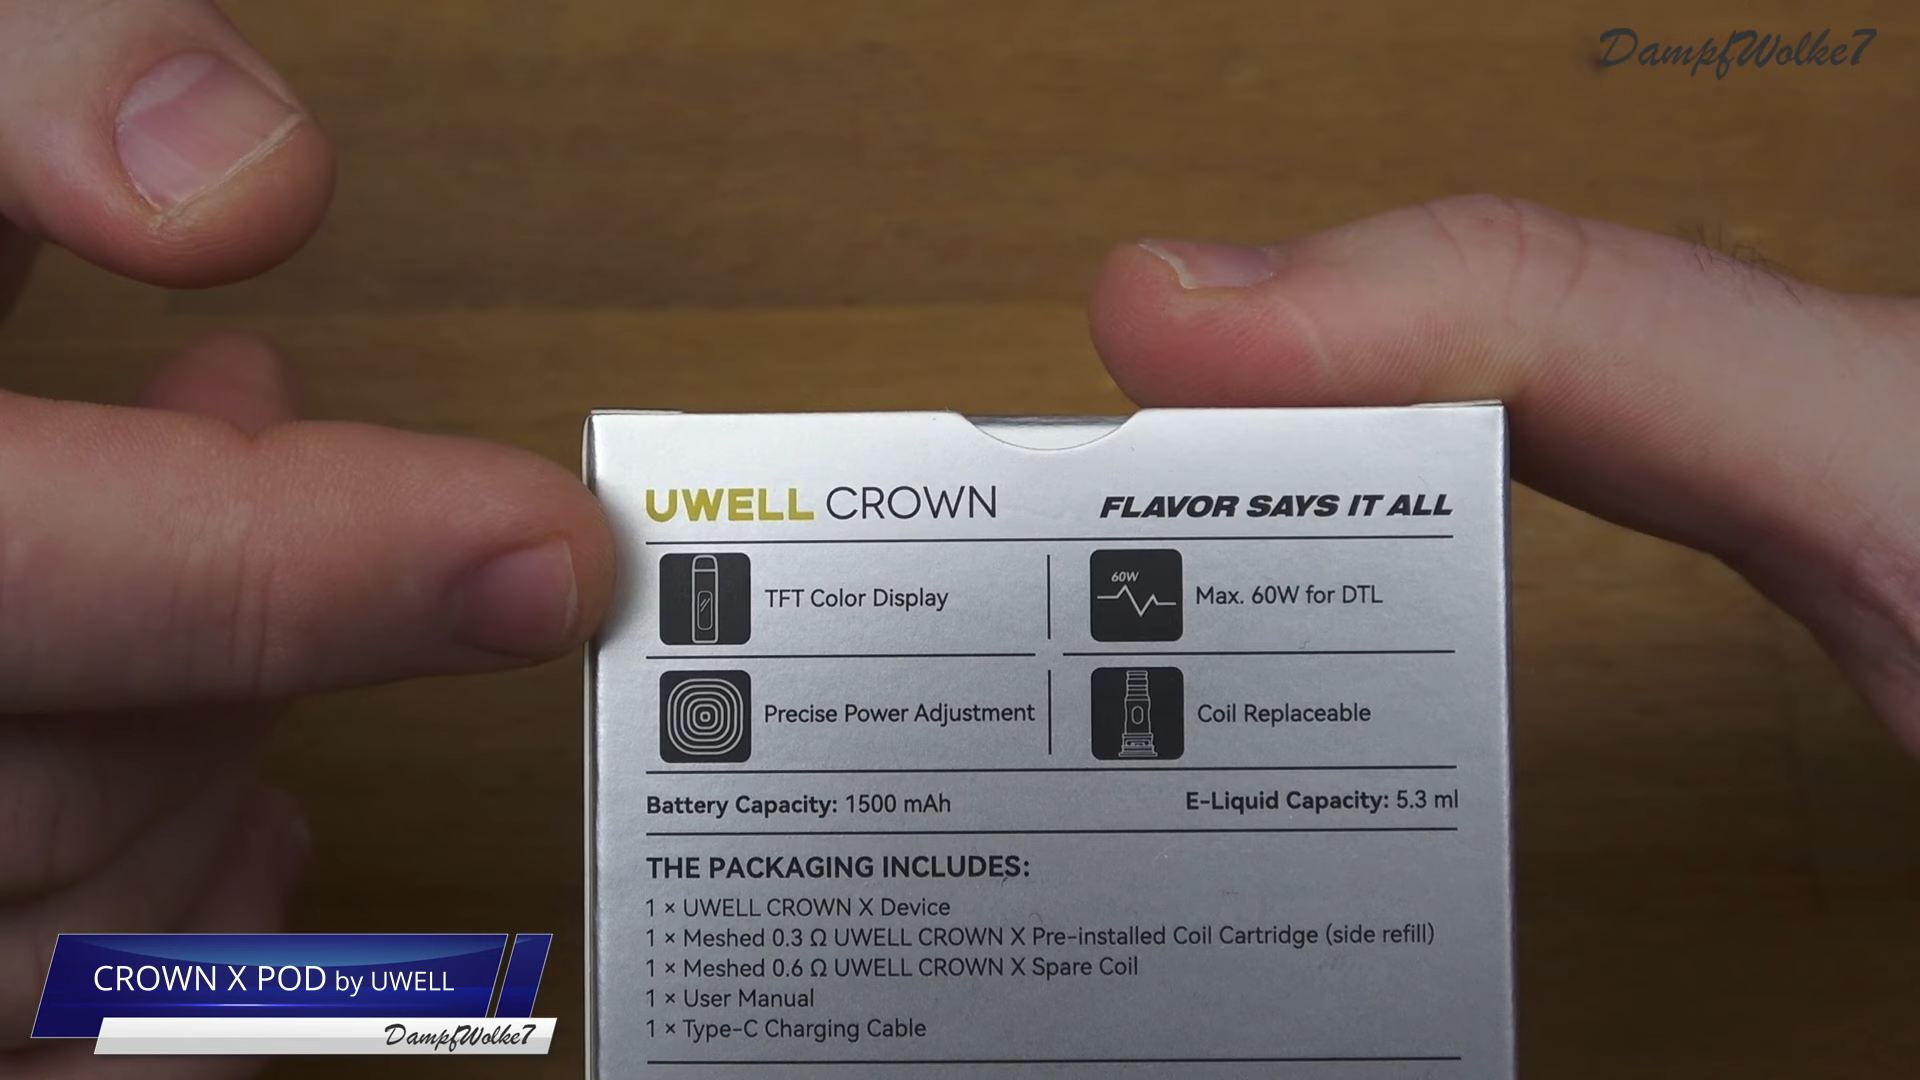 DampfWolke7
UWELL CROWN
FLAVOR SAYS IT ALL
TFT Color Display
60W
Max. 60W for DTL
Precise Power Adjustment
Coil Replaceable
Battery Capacity: 1500 mAh
E-Liquid Capacity: 5.3 ml
THE PACKAGING INCLUDES:
1 × UWELL CROWN X Device
1 × Meshed 0.3 Ω UWELL CROWN X Pre-installed Coil Cartridge (side refill)
1 × Meshed 0.6 Ω UWELL CROWN X Spare Coil
1 × User Manual
1 × Type-C Charging Cable
CROWN X POD by UWELL
DampfWolke7